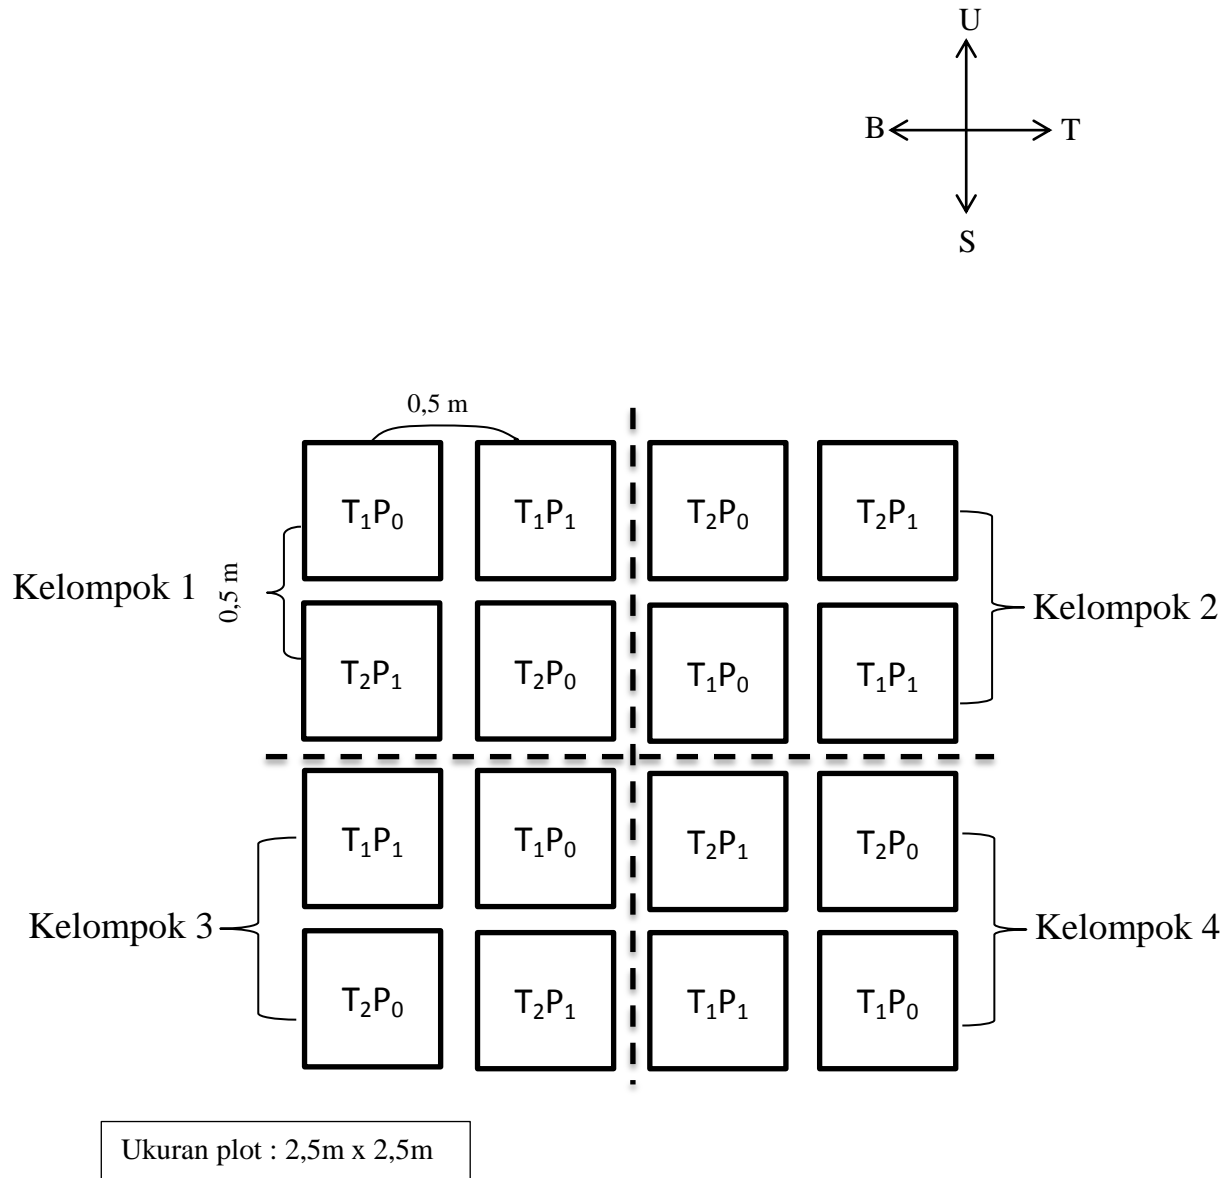 U
B T
S
0,5 m
T₁P₀ T₁P₁ T₂P₀ T₂P₁
Kelompok 1 0,5 m Kelompok 2
T₂P₁ T₂P₀ T₁P₀ T₁P₁
T₁P₁ T₁P₀ T₂P₁ T₂P₀
Kelompok 3 Kelompok 4
T₂P₀ T₂P₁ T₁P₁ T₁P₀
Ukuran plot : 2,5m x 2,5m